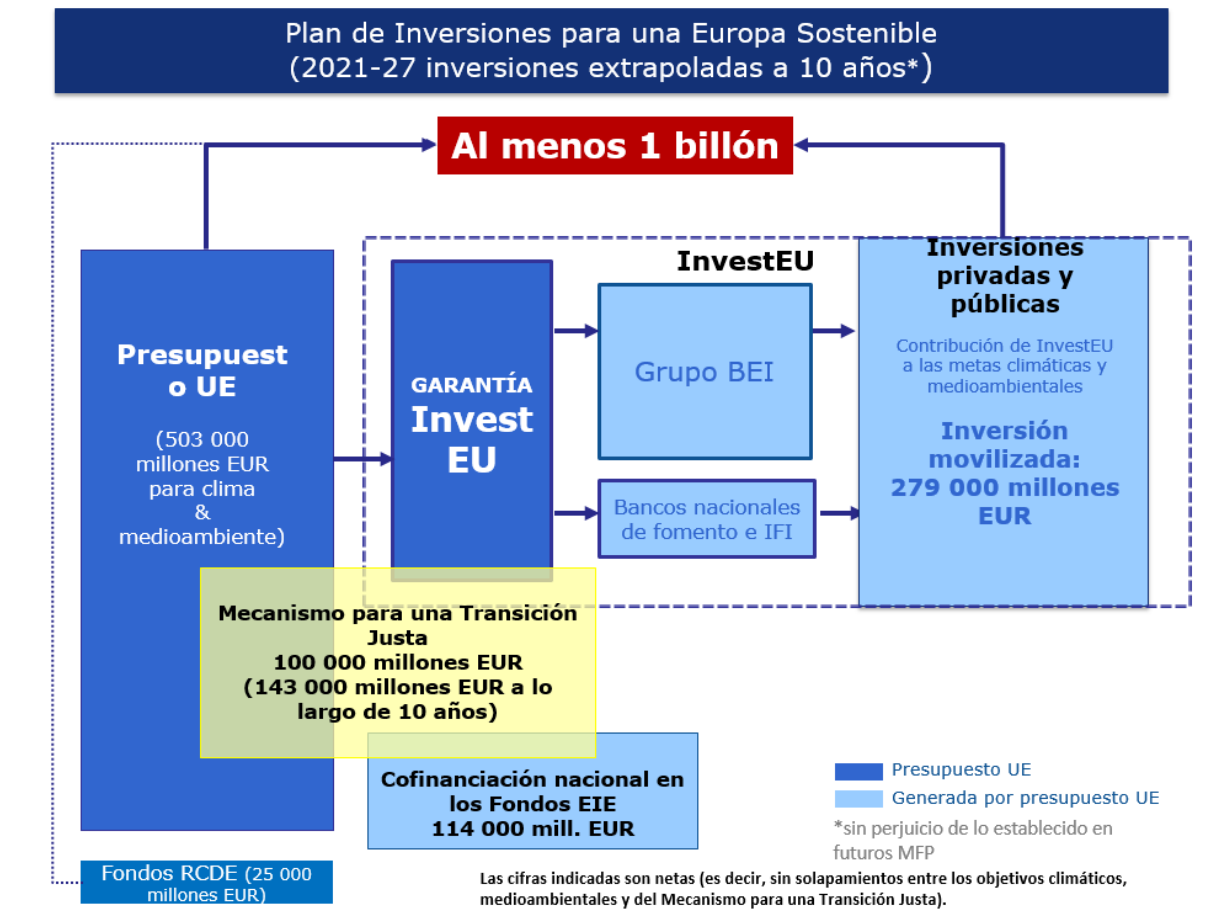 Plan de Inversiones para una Europa Sostenible
(2021-27 inversiones extrapoladas a 10 años*)
Al menos 1 billón
Presupuest
o UE
(503 000
millones EUR
para clima
&
medioambiente)
GARANTÍA
Invest
EU
InvestEU
Grupo BEI
Bancos nacionales
de fomento e IFI
Inversiones
privadas y
públicas
Contribución de InvestEU
a las metas climáticas y
medioambientales
Inversión
movilizada:
279 000 millones
EUR
Mecanismo para una Transición
Justa
100 000 millones EUR
(143 000 millones EUR a lo
largo de 10 años)
Cofinanciación nacional en
los Fondos EIE
114 000 mill. EUR
Fondos RCDE (25 000
millones EUR)
Presupuesto UE
Generada por presupuesto UE
*sin perjuicio de lo establecido en
futuros MFP
Las cifras indicadas son netas (es decir, sin solapamientos entre los objetivos climáticos,
medioambientales y del Mecanismo para una Transición Justa).